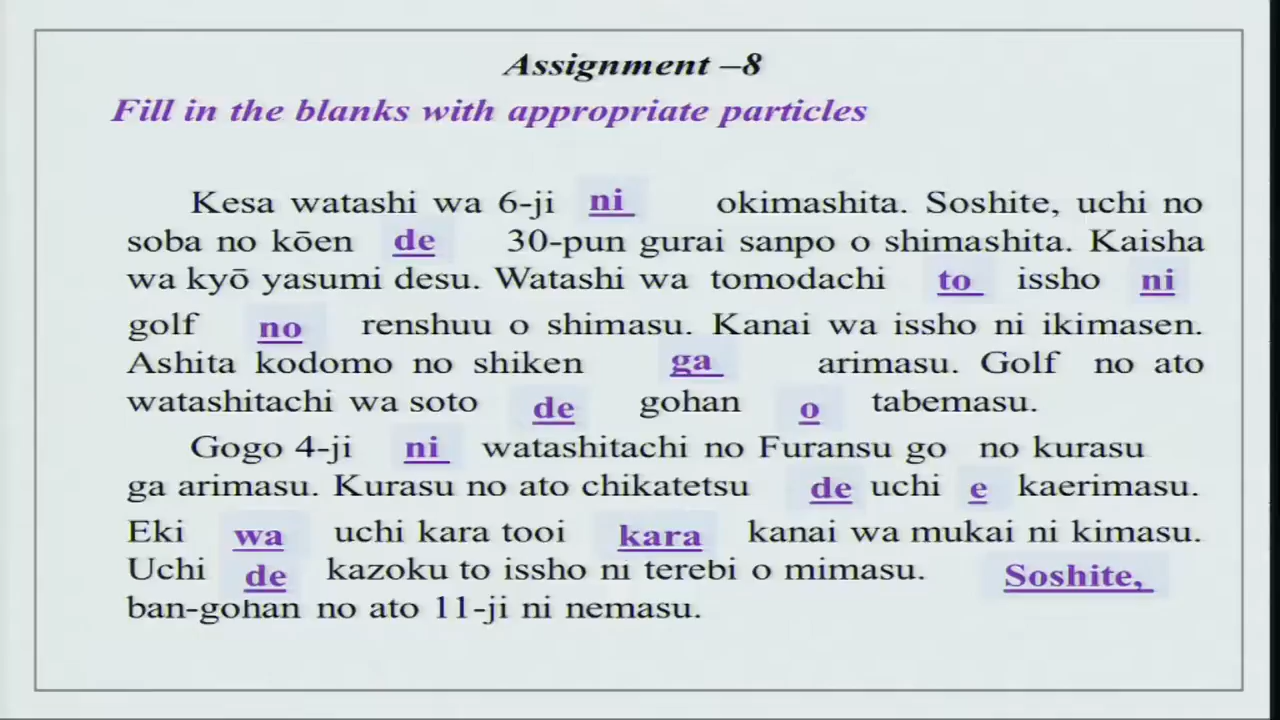 Assignment –8
Fill in the blanks with appropriate particles
Kesa watashi wa 6-ji ni okimashita. Soshite, uchi no
soba no kōen de 30-pun gurai sanpo o shimashita. Kaisha
wa kyō yasumi desu. Watashi wa tomodachi to issho ni
golf no renshuu o shimasu. Kanai wa issho ni ikimasen.
Ashita kodomo no shiken ga arimasu. Golf no ato
watashitachi wa soto de gohan o tabemasu.
Gogo 4-ji ni watashitachi no Furansu go no kurasu
ga arimasu. Kurasu no ato chikatetsu de uchi e kaerimasu.
Eki wa uchi kara tooi kara kanai wa mukai ni kimasu.
Uchi de kazoku to issho ni terebi o mimasu. Soshite,
ban-gohan no ato 11-ji ni nemasu.